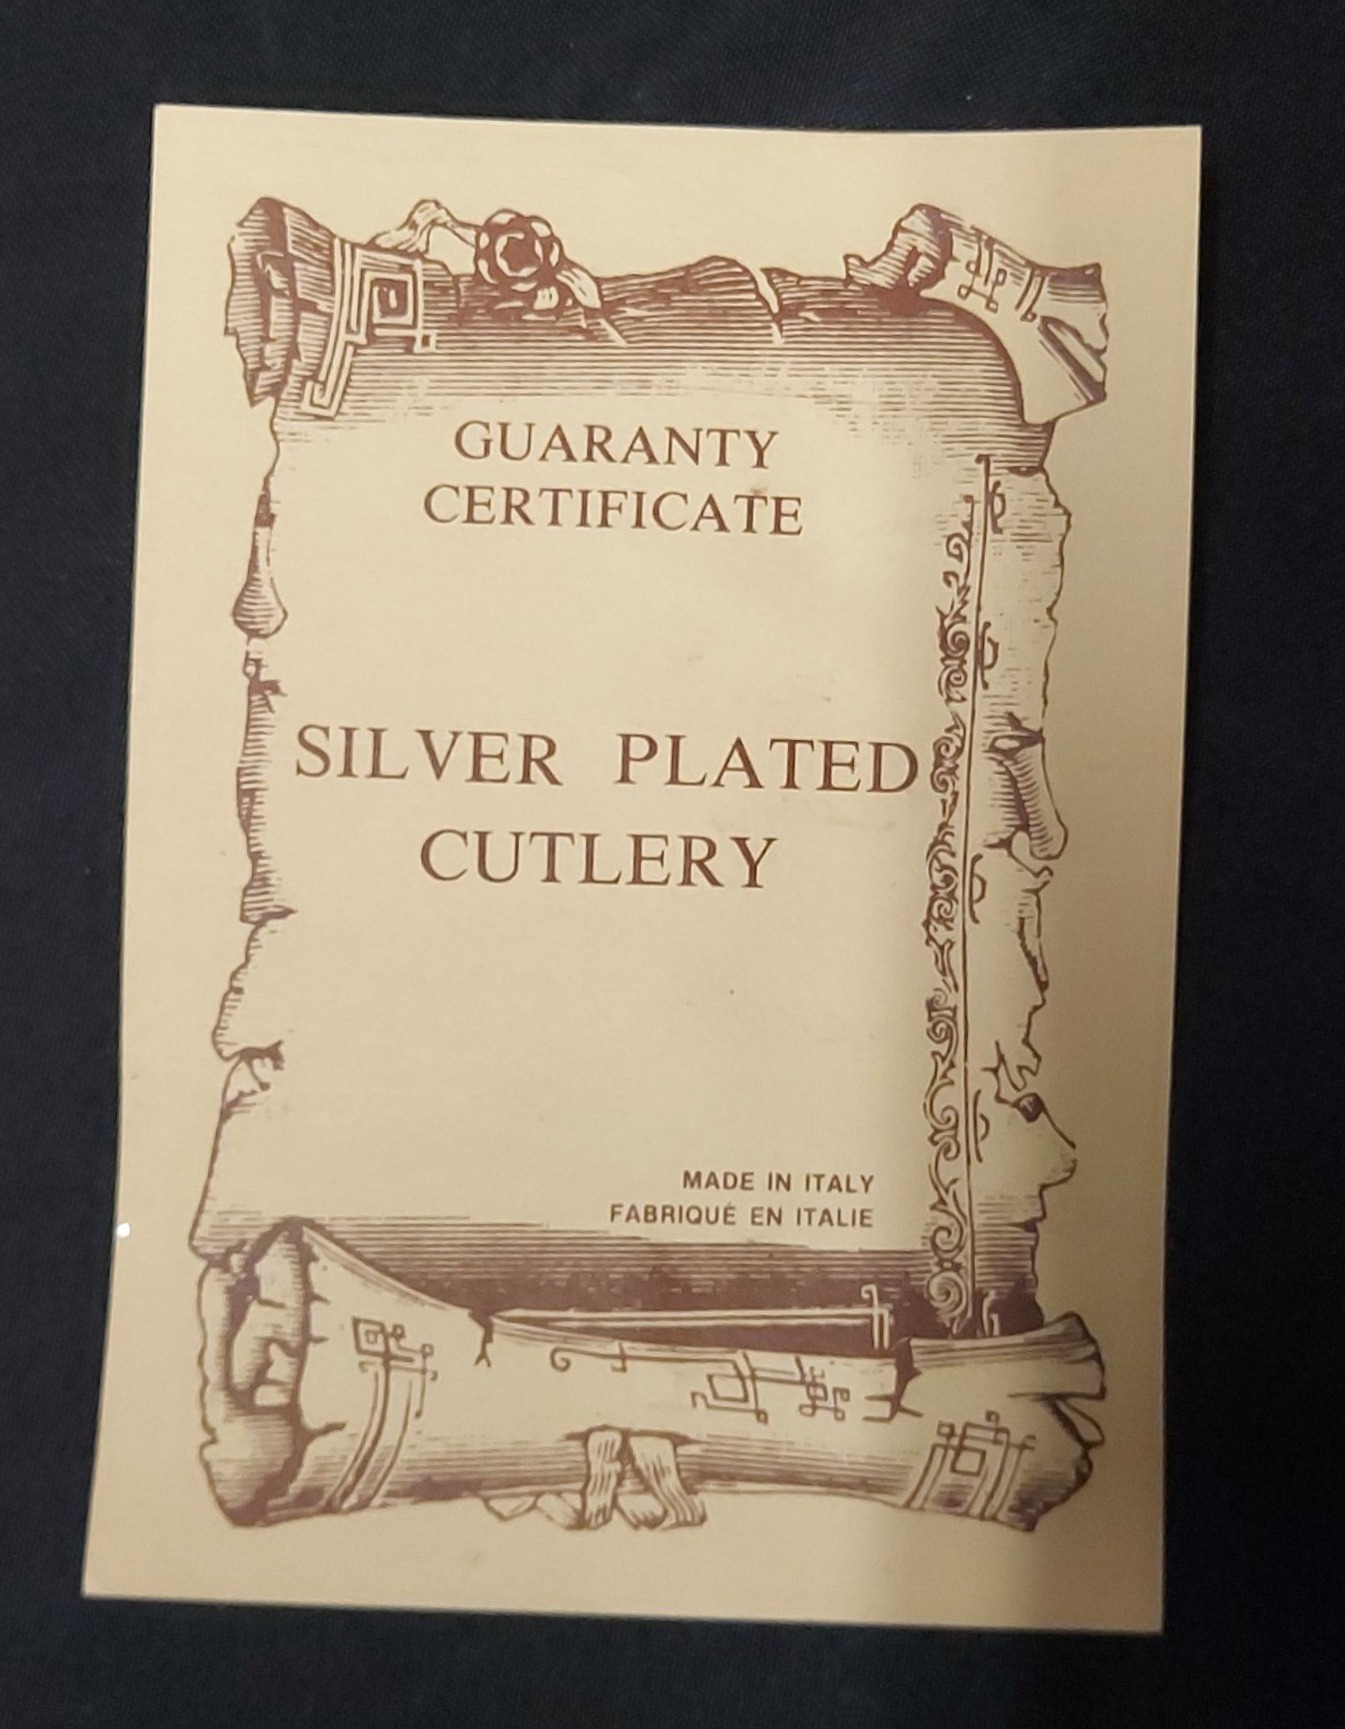 GUARANTY
CERTIFICATE
SILVER PLATED
CUTLERY
MADE IN ITALY
FABRIQUÉ EN ITALIE